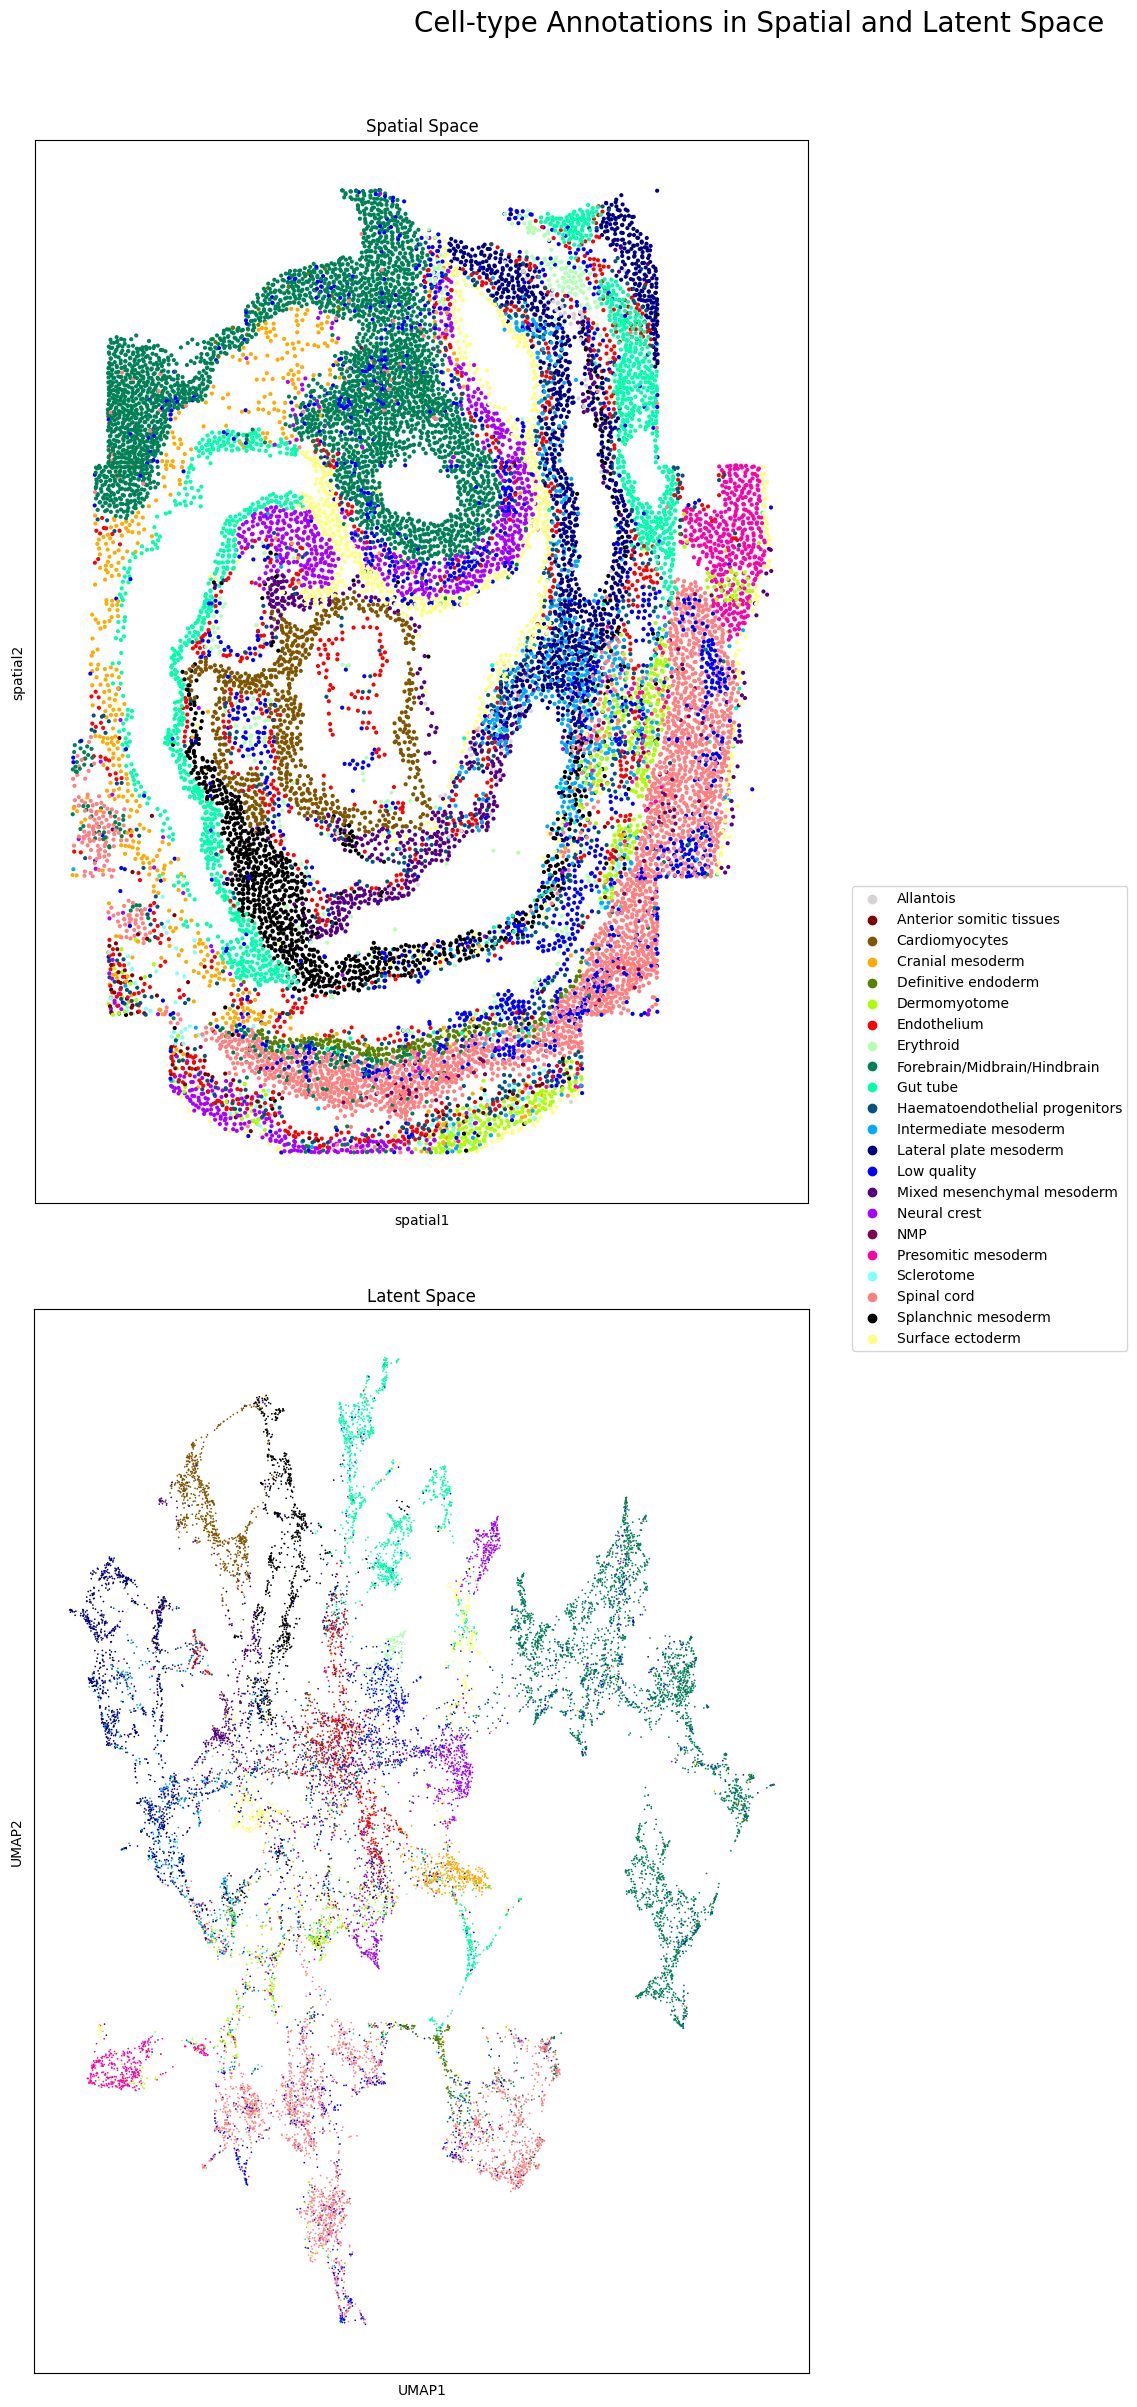 Cell-type Annotations in Spatial and Latent Space
Spatial Space
spatial2
spatial1
Allantois
Anterior somitic tissues
Cardiomyocytes
Cranial mesoderm
Definitive endoderm
Dermomyotome
Endothelium
Erythroid
Forebrain/Midbrain/Hindbrain
Gut tube
Haematoendothelial progenitors
Intermediate mesoderm
Lateral plate mesoderm
Low quality
Mixed mesenchymal mesoderm
Neural crest
NMP
Presomitic mesoderm
Sclerotome
Spinal cord
Splanchnic mesoderm
Surface ectoderm
Latent Space
UMAP2
UMAP1